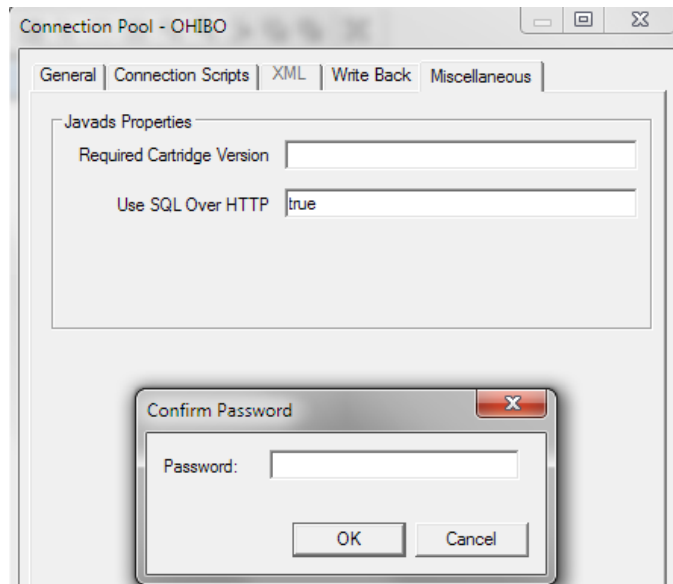 Connection Pool - OHIBO
General Connection Scripts XML Write Back Miscellaneous
Javads Properties
Required Cartridge Version
Use SQL Over HTTP true
Confirm Password
Password:
OK Cancel